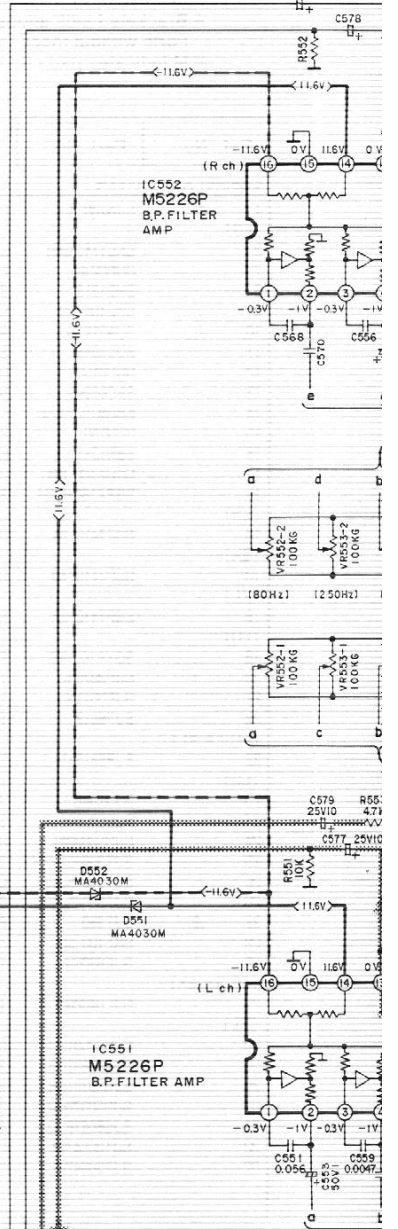 C578
R552
<-11.6V>
<11.6V>
-11.6V 0V 11.6V 0V
(R ch) 16 15 14
IC552
M5226P
B.P. FILTER
AMP
1 2 3
-0.3V -1V -0.3V -1V
C568 C556
C570
e
<-11.6V>
<11.6V>
a d b
VR552-2
100KG
VR553-2
100KG
(80Hz) (250Hz)
VR552-1
100KG
VR553-1
100KG
a c b
C579
25V10
R553
4.7K
C577 25V10
R551
10K
D552
MA4030M
<-11.6V>
D551
MA4030M
<11.6V>
-11.6V 0V 11.6V 0V
(L ch) 16 15 14 13
IC551
M5226P
B.P. FILTER AMP
1 2 3 4
-0.3V -1V -0.3V -1V
C551
0.056
C553
50V1
C559
0.0047
a b